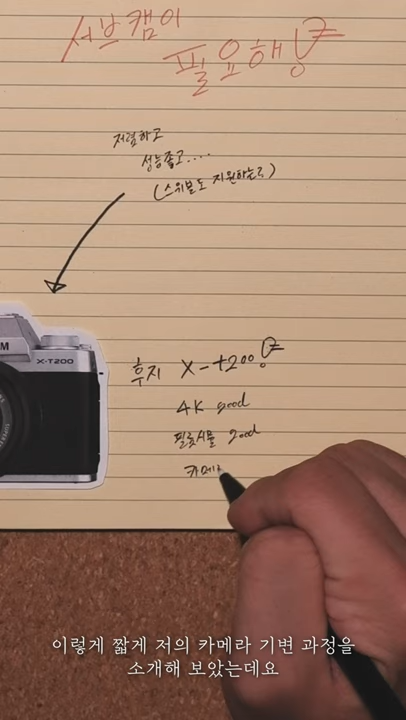 서브캠이
필요해!
저렴하고
성능좋고....
(스위블도 지원하는?)
X-T200
후지 X-t200!
4K good
필름시뮬 good
카메
이렇게 짧게 저의 카메라 기변 과정을
소개해 보았는데요